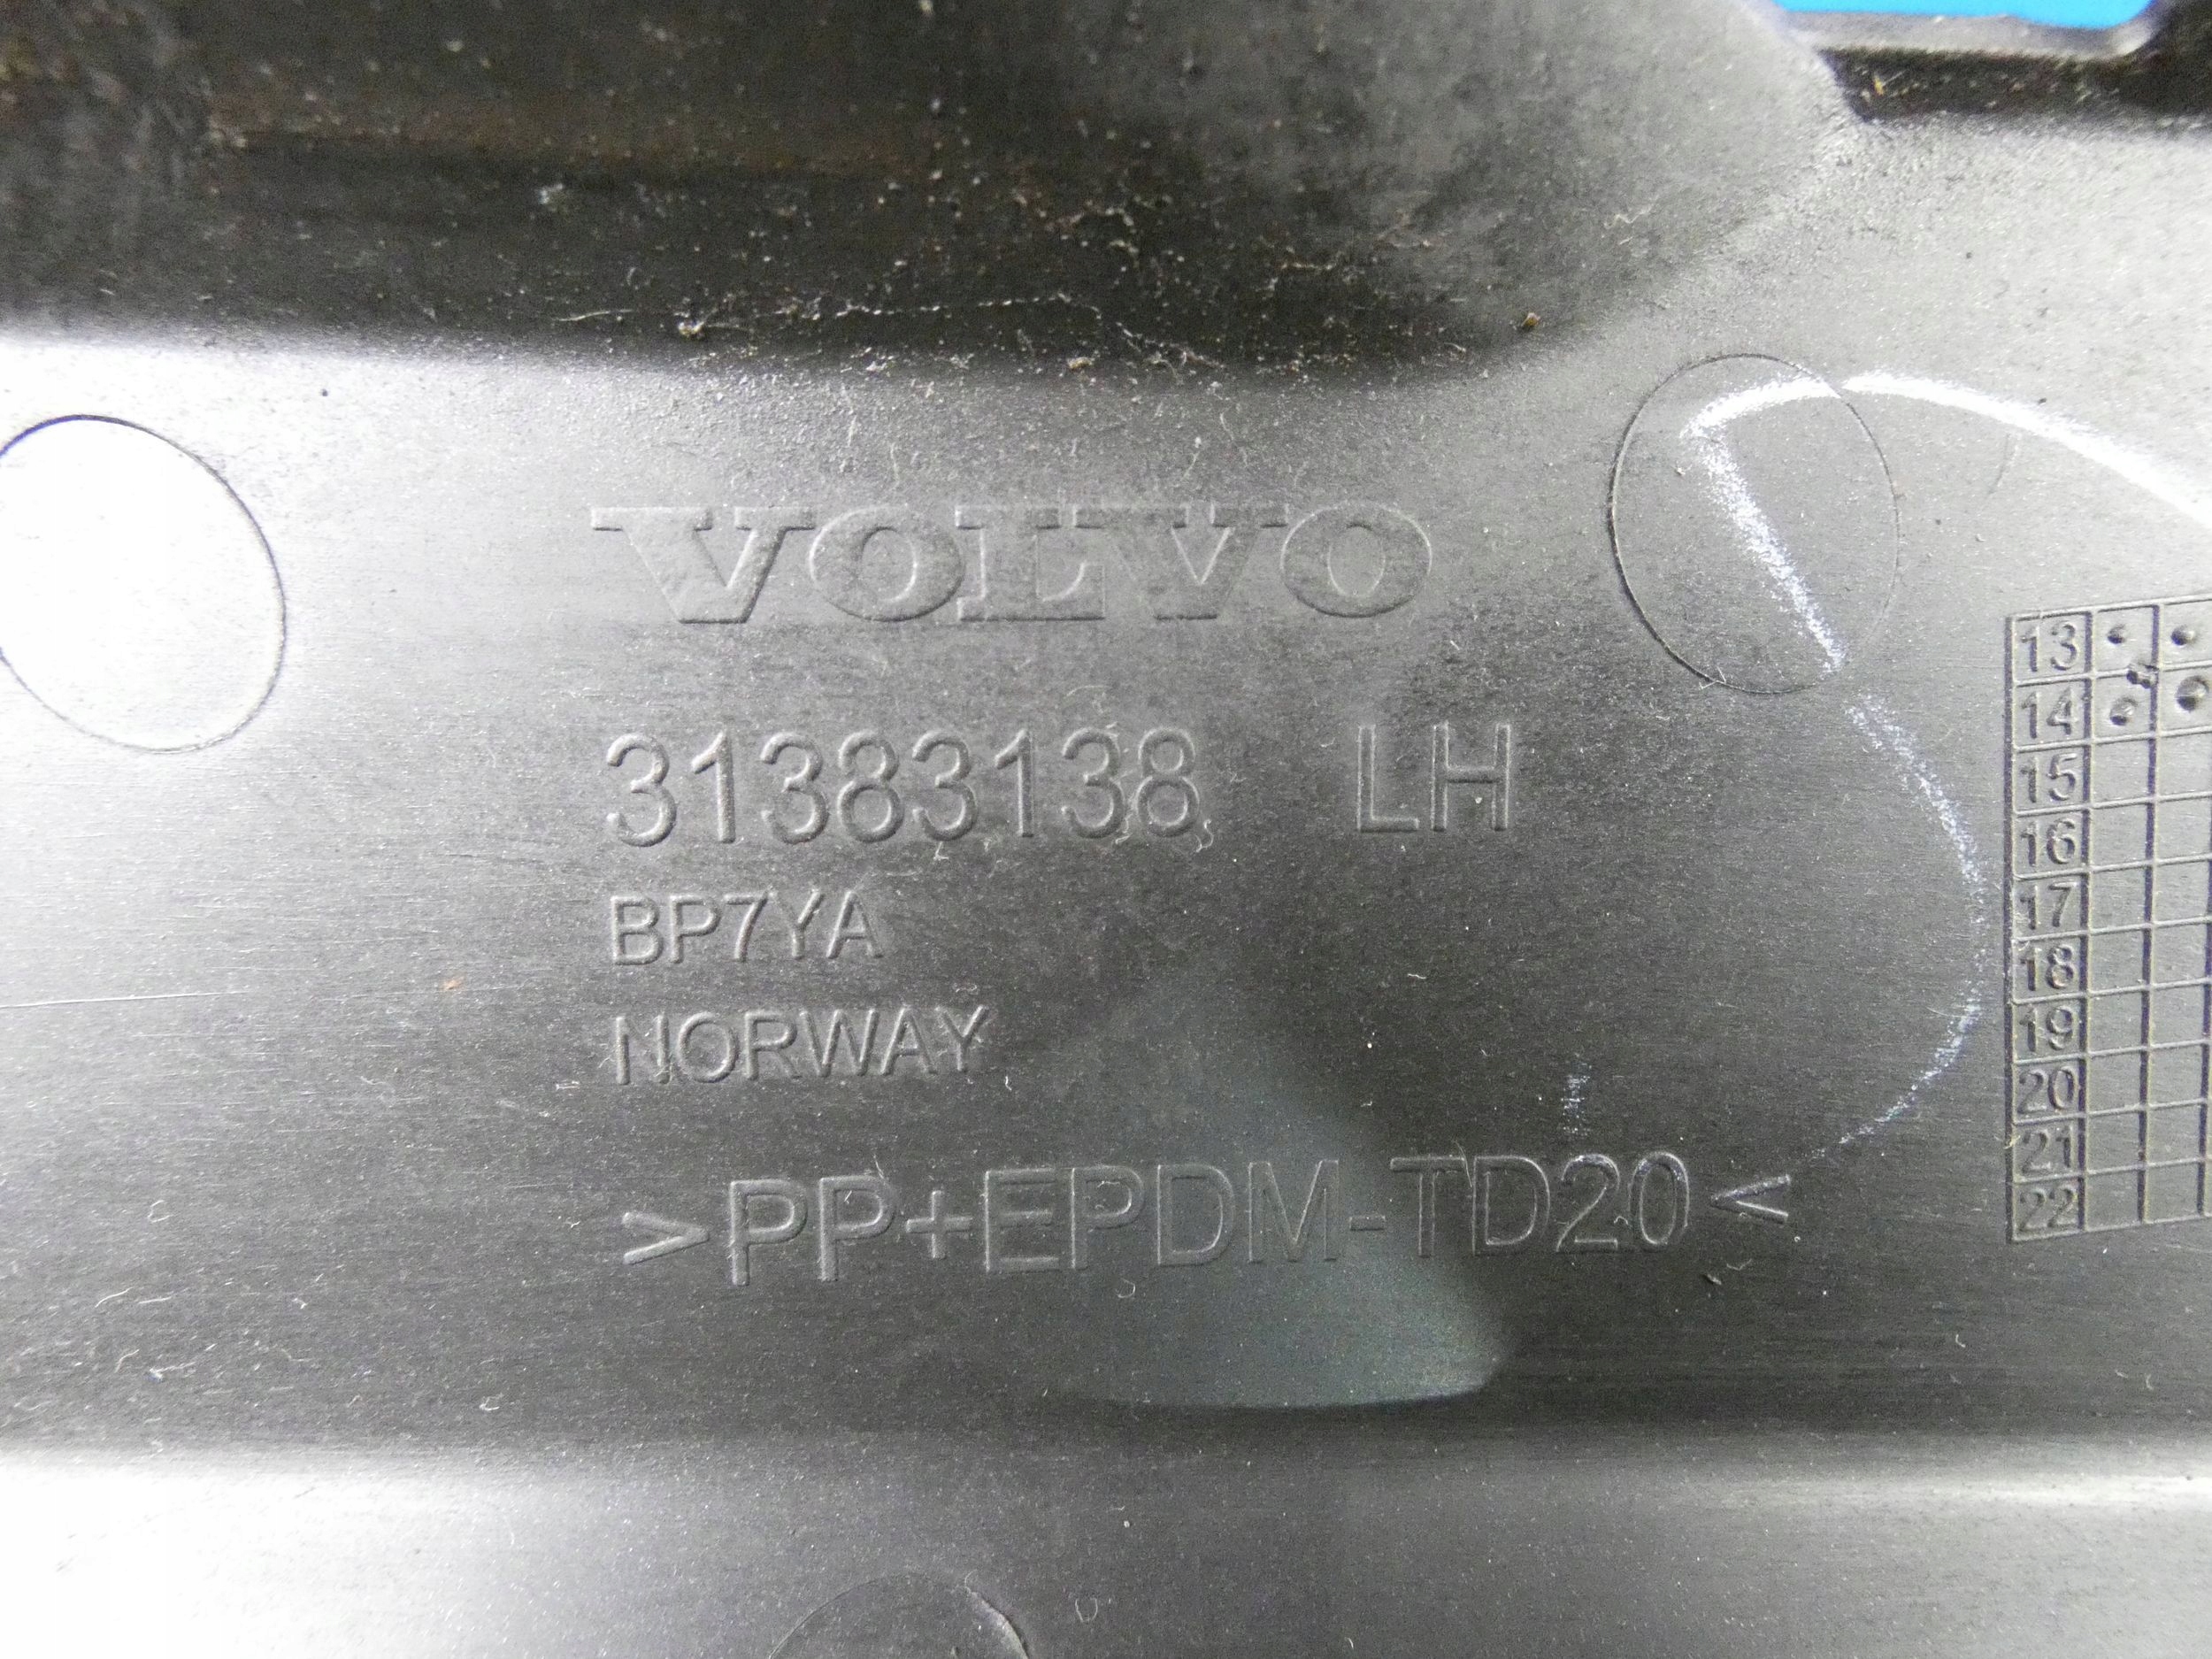 VOLVO
31383138 LH
BP7YA
NORWAY
>PP+EPDM-TD20<
13
14
15
16
17
18
19
20
21
22